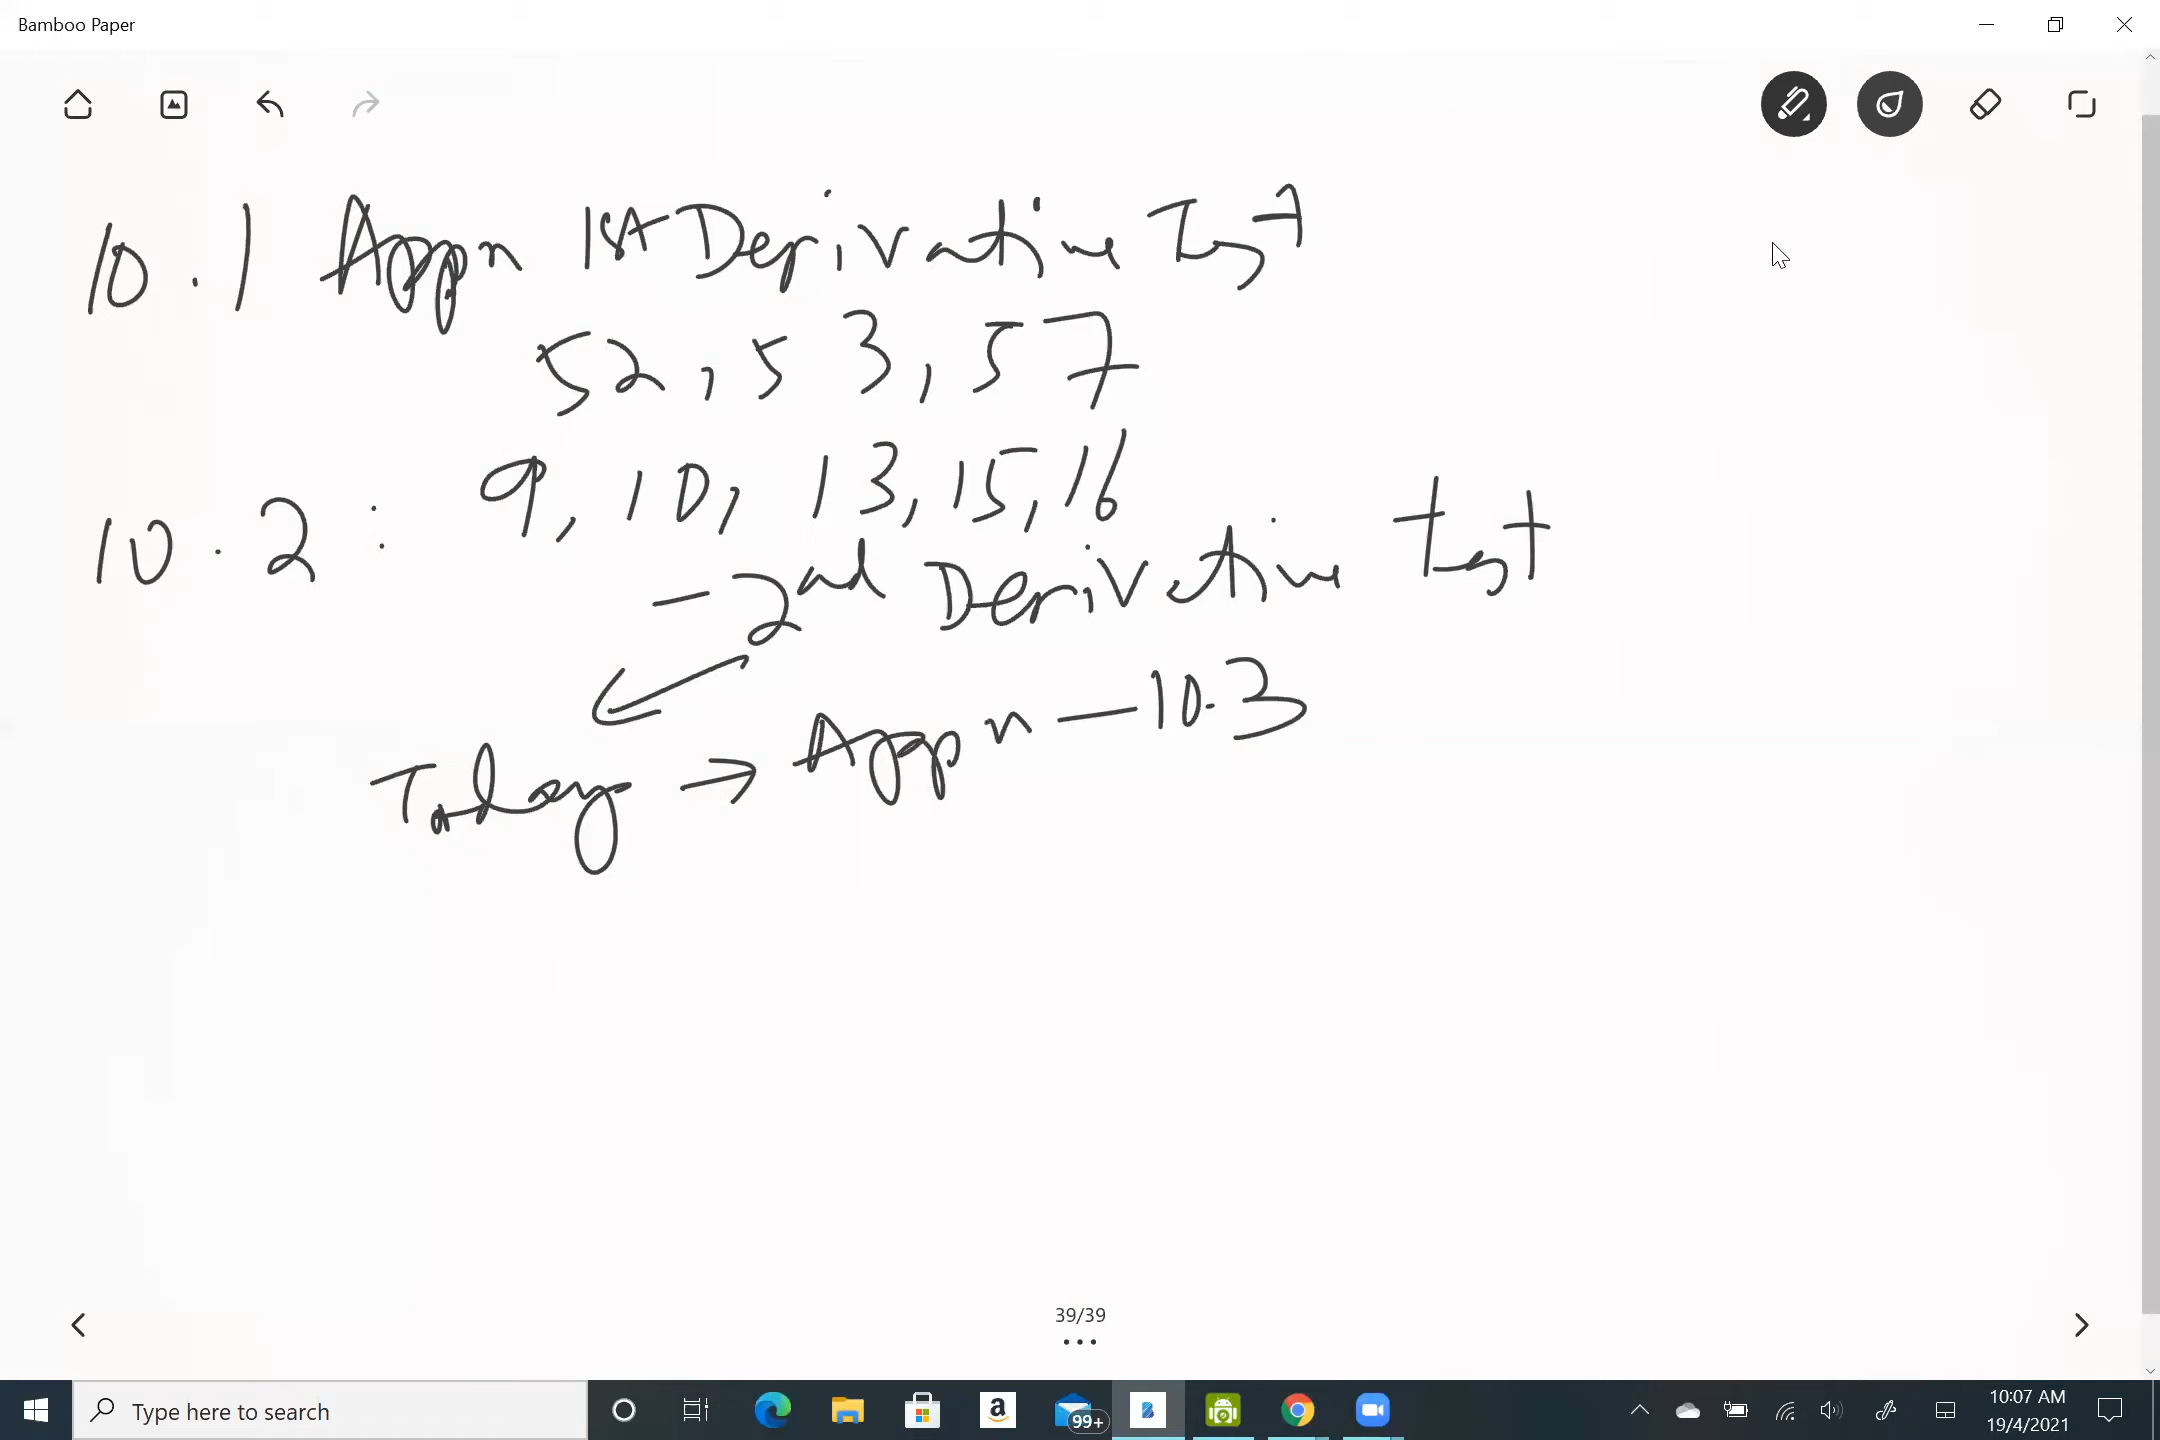 Bamboo Paper
10.1 Appn 1st Derivative Test
52, 53, 57
10.2: 9, 10, 13, 15, 16
- 2nd Derivative test
Today → Appn - 10.3
39/39
Type here to search
a
99+
10:07 AM
19/4/2021